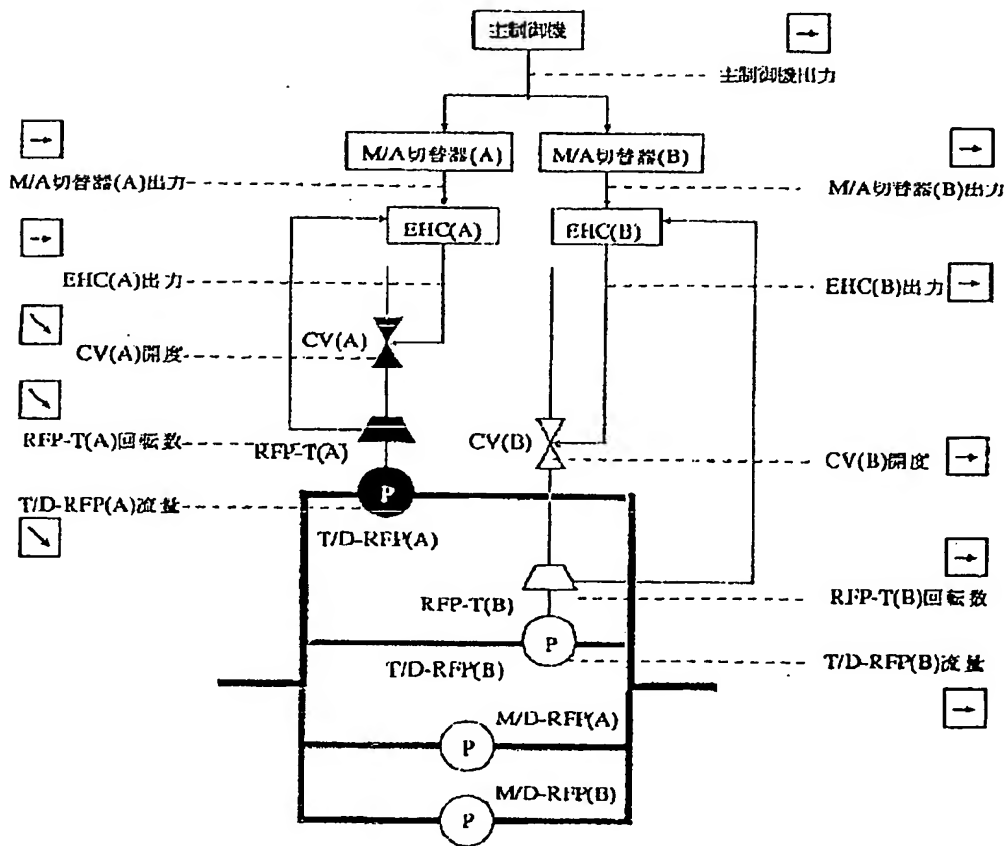 主制御機
主制御機出力
M/A切替器(A)
M/A切替器(B)
M/A切替器(A)出力
M/A切替器(B)出力
EHC(A)
EHC(B)
EHC(A)出力
EHC(B)出力
CV(A)
CV(A)開度
CV(B)
CV(B)開度
RFP-T(A)回転数
RFP-T(A)
P
T/D-RFP(A)流量
T/D-RFP(A)
RFP-T(B)
RFP-T(B)回転数
P
T/D-RFP(B)
T/D-RFP(B)流量
M/D-RFP(A)
P
M/D-RFP(B)
P